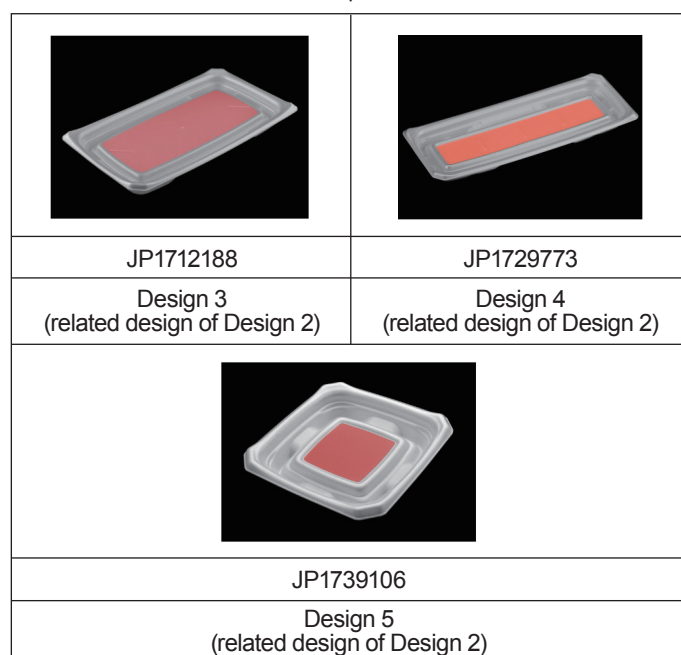 JP1712188
JP1729773
Design 3
(related design of Design 2)
Design 4
(related design of Design 2)
JP1739106
Design 5
(related design of Design 2)